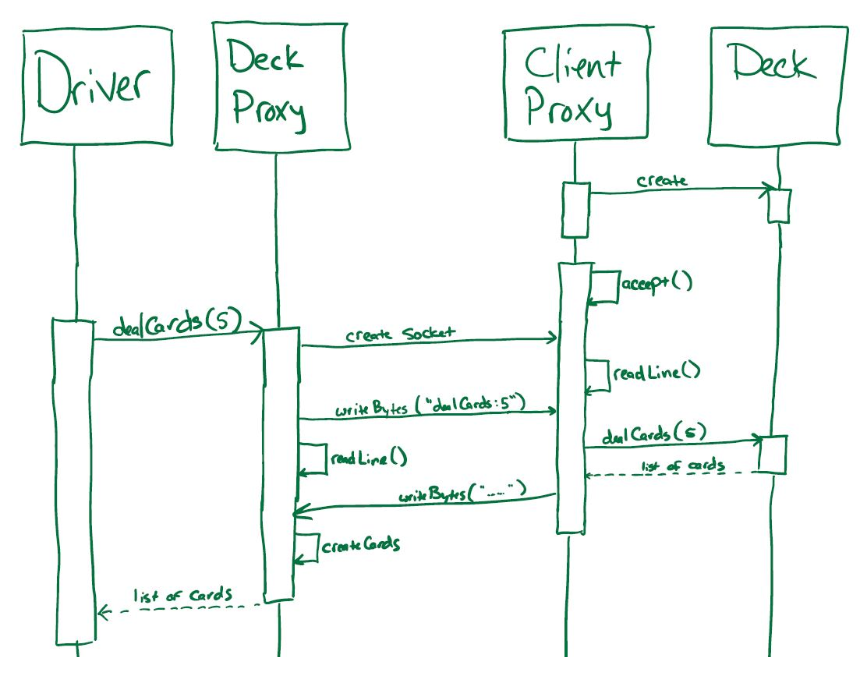 Driver
Deck
Proxy
Client
Proxy
Deck
create
accept()
dealCards(5)
create Socket
readLine()
writeBytes ("dealCards:5")
dealCards(5)
readLine()
list of cards
writeBytes("......")
createCards
list of cards